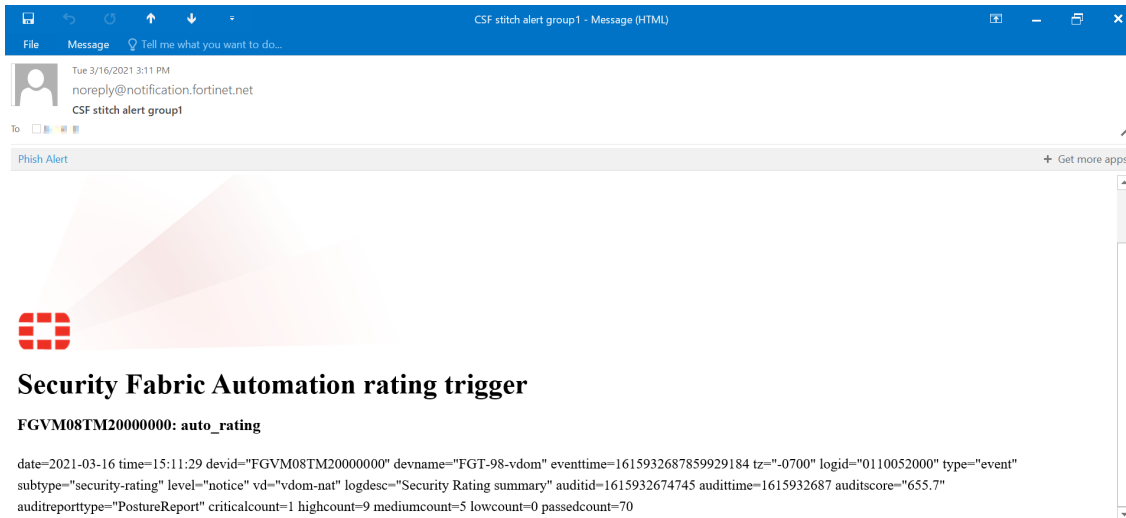 CSF stitch alert group1 - Message (HTML)
File Message Tell me what you want to do...
Tue 3/16/2021 3:11 PM
noreply@notification.fortinet.net
CSF stitch alert group1
To
Phish Alert + Get more apps
Security Fabric Automation rating trigger
FGVM08TM20000000: auto_rating
date=2021-03-16 time=15:11:29 devid="FGVM08TM20000000" devname="FGT-98-vdom" eventtime=1615932687859929184 tz="-0700" logid="0110052000" type="event"
subtype="security-rating" level="notice" vd="vdom-nat" logdesc="Security Rating summary" auditid=1615932674745 audittime=1615932687 auditscore="655.7"
auditreporttype="PostureReport" criticalcount=1 highcount=9 mediumcount=5 lowcount=0 passedcount=70